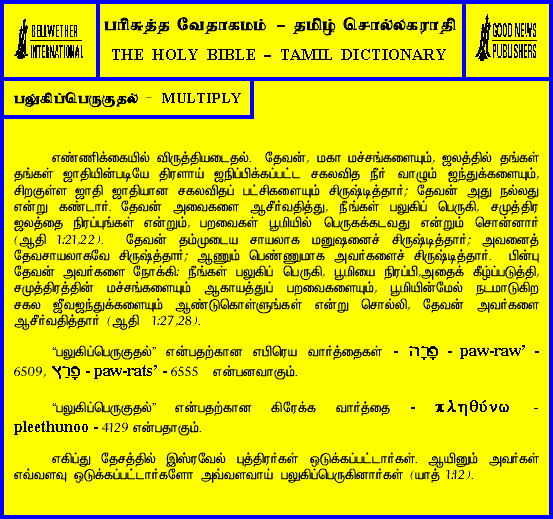 BELLWETHER
INTERNATIONAL
பரிசுத்த வேதாகமம் – தமிழ் சொல்லகராதி
THE HOLY BIBLE – TAMIL DICTIONARY
GOOD NEWS
PUBLISHERS
பலுகிப்பெருகுதல் – MULTIPLY
எண்ணிக்கையில் விருத்தியடைதல். தேவன், மகா மச்சங்களையும், ஜலத்தில் தங்கள்
தங்கள் ஜாதியின்படியே திரளாய் ஜநிப்பிக்கப்பட்ட சகலவித நீர் வாழும் ஜந்துக்களையும்,
சிறகுள்ள ஜாதி ஜாதியான சகலவிதப் பட்சிகளையும் சிருஷ்டித்தார்; தேவன் அது நல்லது
என்று கண்டார். தேவன் அவைகளை ஆசீர்வதித்து, நீங்கள் பலுகிப் பெருகி, சமுத்திர
ஜலத்தை நிரப்புங்கள் என்றும், பறவைகள் பூமியில் பெருகக்கடவது என்றும் சொன்னார்
(ஆதி 1:21,22). தேவன் தம்முடைய சாயலாக மனுஷனைச் சிருஷ்டித்தார்; அவனைத்
தேவசாயலாகவே சிருஷ்த்தார்; ஆணும் பெண்ணுமாக அவர்களைச் சிருஷ்டித்தார். பின்பு
தேவன் அவர்களை நோக்கி: நீங்கள் பலுகிப் பெருகி, பூமியை நிரப்பி,அதைக் கீழ்ப்படுத்தி,
சமுத்திரத்தின் மச்சங்களையும் ஆகாயத்துப் பறவைகளையும், பூமியின்மேல் நடமாடுகிற
சகல ஜீவஜந்துக்களையும் ஆண்டுகொள்ளுங்கள் என்று சொல்லி, தேவன் அவர்களை
ஆசீர்வதித்தார் (ஆதி 1:27,28).
"பலுகிப்பெருகுதல்" என்பதற்கான எபிரெய வார்த்தைகள் - פָּרָה - paw-raw' -
6509, פָּרַץ - paw-rats' - 6555 என்பனவாகும்.
"பலுகிப்பெருகுதல்" என்பதற்கான கிரேக்க வார்த்தை - πληθύνω -
pleethunoo - 4129 என்பதாகும்.
எகிப்து தேசத்தில் இஸ்ரவேல் புத்திரர்கள் ஒடுக்கப்பட்டார்கள். ஆயினும் அவர்கள்
எவ்வளவு ஒடுக்கப்பட்டார்களோ அவ்வளவாய் பலுகிப்பெருகினார்கள் (யாத் 1:12).